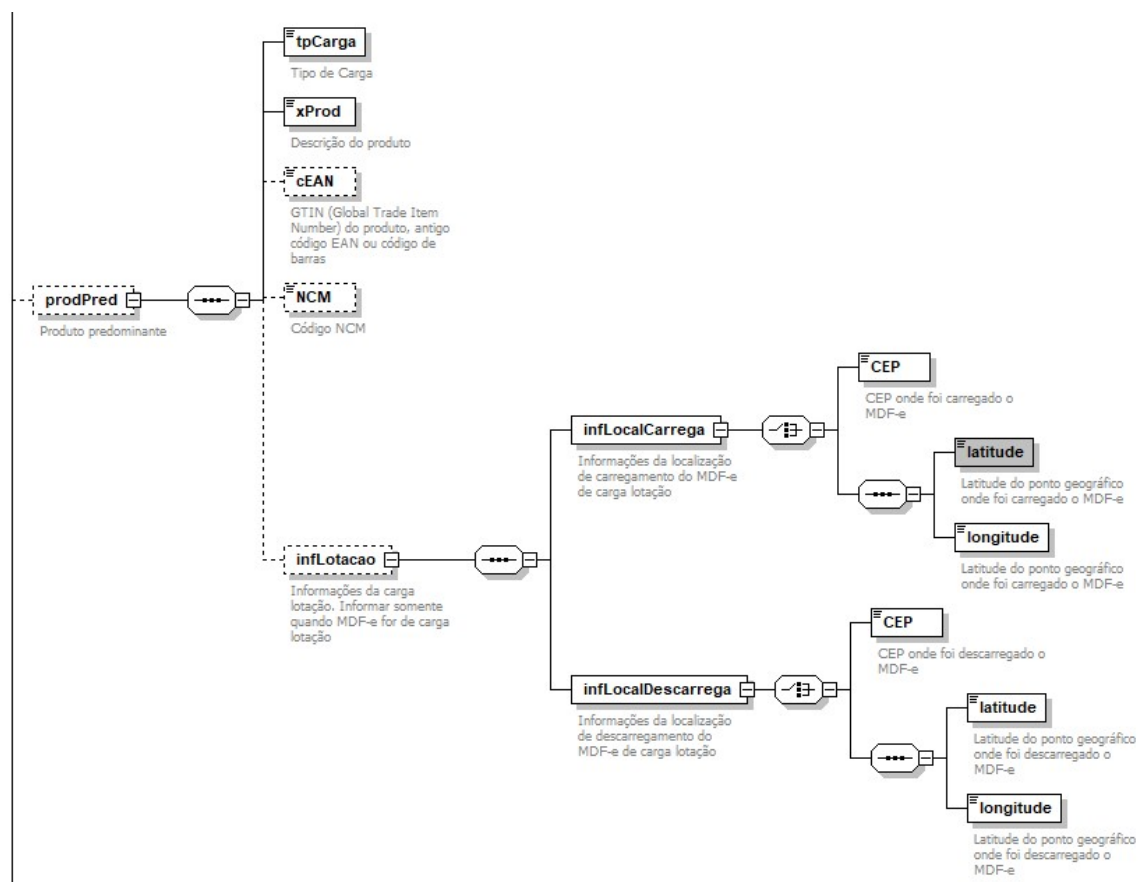 tpCarga
Tipo de Carga
xProd
Descrição do produto
cEAN
GTIN (Global Trade Item
Number) do produto, antigo
código EAN ou código de
barras
prodPred
Produto predominante
NCM
Código NCM
infLotacao
Informações da carga
lotação. Informar somente
quando MDF-e for de carga
lotação
infLocalCarrega
Informações da localização
de carregamento do MDF-e
de carga lotação
CEP
CEP onde foi carregado o
MDF-e
latitude
Latitude do ponto geográfico
onde foi carregado o MDF-e
longitude
Latitude do ponto geográfico
onde foi carregado o MDF-e
infLocalDescarrega
Informações da localização
de descarregamento do
MDF-e de carga lotação
CEP
CEP onde foi descarregado o
MDF-e
latitude
Latitude do ponto geográfico
onde foi descarregado o
MDF-e
longitude
Latitude do ponto geográfico
onde foi descarregado o
MDF-e